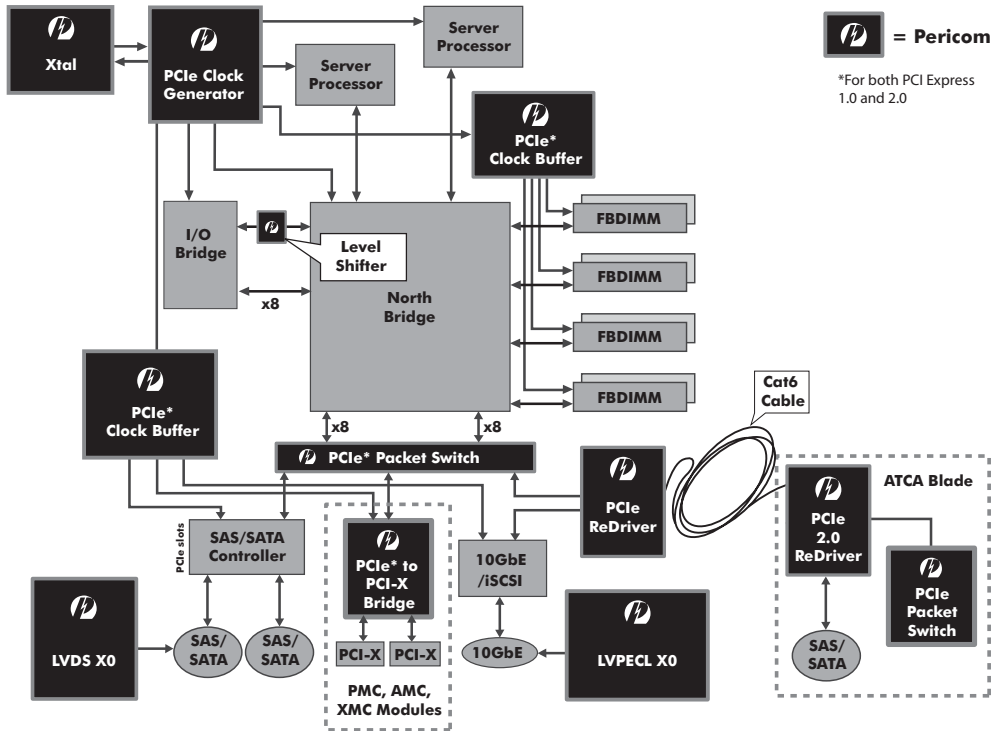 Xtal
PCIe Clock
Generator
Server
Processor
Server
Processor
= Pericom
*For both PCI Express
1.0 and 2.0
PCIe*
Clock Buffer
I/O
Bridge
Level
Shifter
x8
North
Bridge
FBDIMM
FBDIMM
FBDIMM
FBDIMM
PCIe*
Clock Buffer
x8
x8
PCIe* Packet Switch
Cat6
Cable
PCIe
ReDriver
ATCA Blade
PCIe
2.0
ReDriver
PCIe
Packet
Switch
SAS/
SATA
PCIe slots
SAS/SATA
Controller
PCIe* to
PCI-X
Bridge
10GbE
/iSCSI
LVDS X0
SAS/
SATA
SAS/
SATA
PCI-X
PCI-X
10GbE
LVPECL X0
PMC, AMC,
XMC Modules